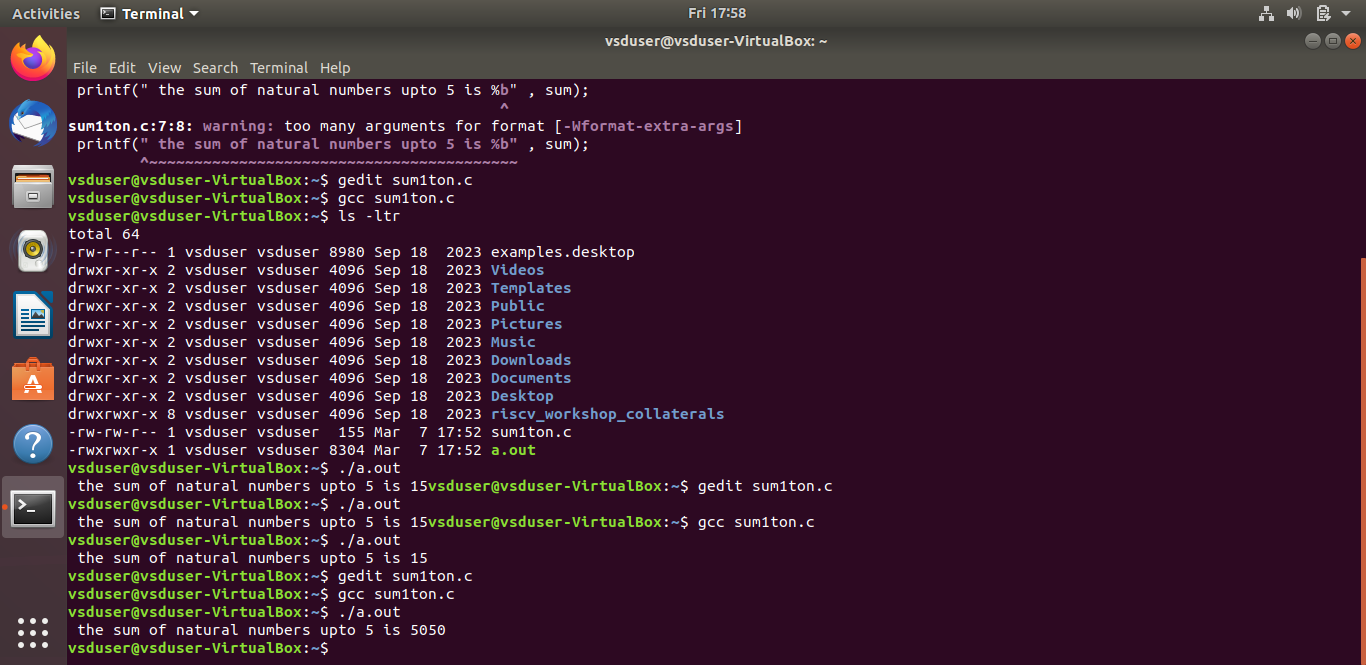 Activities Terminal Fri 17:58
vsduser@vsduser-VirtualBox: ~
File Edit View Search Terminal Help
printf(" the sum of natural numbers upto 5 is %b" , sum);
^
sum1ton.c:7:8: warning: too many arguments for format [-Wformat-extra-args]
printf(" the sum of natural numbers upto 5 is %b" , sum);
^~~~~~~~~~~~~~~~~~~~~~~~~~~~~~~~~~~~~~~~~~
vsduser@vsduser-VirtualBox:~$ gedit sum1ton.c
vsduser@vsduser-VirtualBox:~$ gcc sum1ton.c
vsduser@vsduser-VirtualBox:~$ ls -ltr
total 64
-rw-r--r-- 1 vsduser vsduser 8980 Sep 18  2023 examples.desktop
drwxr-xr-x 2 vsduser vsduser 4096 Sep 18  2023 Videos
drwxr-xr-x 2 vsduser vsduser 4096 Sep 18  2023 Templates
drwxr-xr-x 2 vsduser vsduser 4096 Sep 18  2023 Public
drwxr-xr-x 2 vsduser vsduser 4096 Sep 18  2023 Pictures
drwxr-xr-x 2 vsduser vsduser 4096 Sep 18  2023 Music
drwxr-xr-x 2 vsduser vsduser 4096 Sep 18  2023 Downloads
drwxr-xr-x 2 vsduser vsduser 4096 Sep 18  2023 Documents
drwxr-xr-x 2 vsduser vsduser 4096 Sep 18  2023 Desktop
drwxrwxr-x 8 vsduser vsduser 4096 Sep 18  2023 riscv_workshop_collaterals
-rw-rw-r-- 1 vsduser vsduser  155 Mar  7 17:52 sum1ton.c
-rwxrwxr-x 1 vsduser vsduser 8304 Mar  7 17:52 a.out
vsduser@vsduser-VirtualBox:~$ ./a.out
the sum of natural numbers upto 5 is 15vsduser@vsduser-VirtualBox:~$ gedit sum1ton.c
vsduser@vsduser-VirtualBox:~$ ./a.out
the sum of natural numbers upto 5 is 15vsduser@vsduser-VirtualBox:~$ gcc sum1ton.c
vsduser@vsduser-VirtualBox:~$ ./a.out
the sum of natural numbers upto 5 is 15
vsduser@vsduser-VirtualBox:~$ gedit sum1ton.c
vsduser@vsduser-VirtualBox:~$ gcc sum1ton.c
vsduser@vsduser-VirtualBox:~$ ./a.out
the sum of natural numbers upto 5 is 5050
vsduser@vsduser-VirtualBox:~$